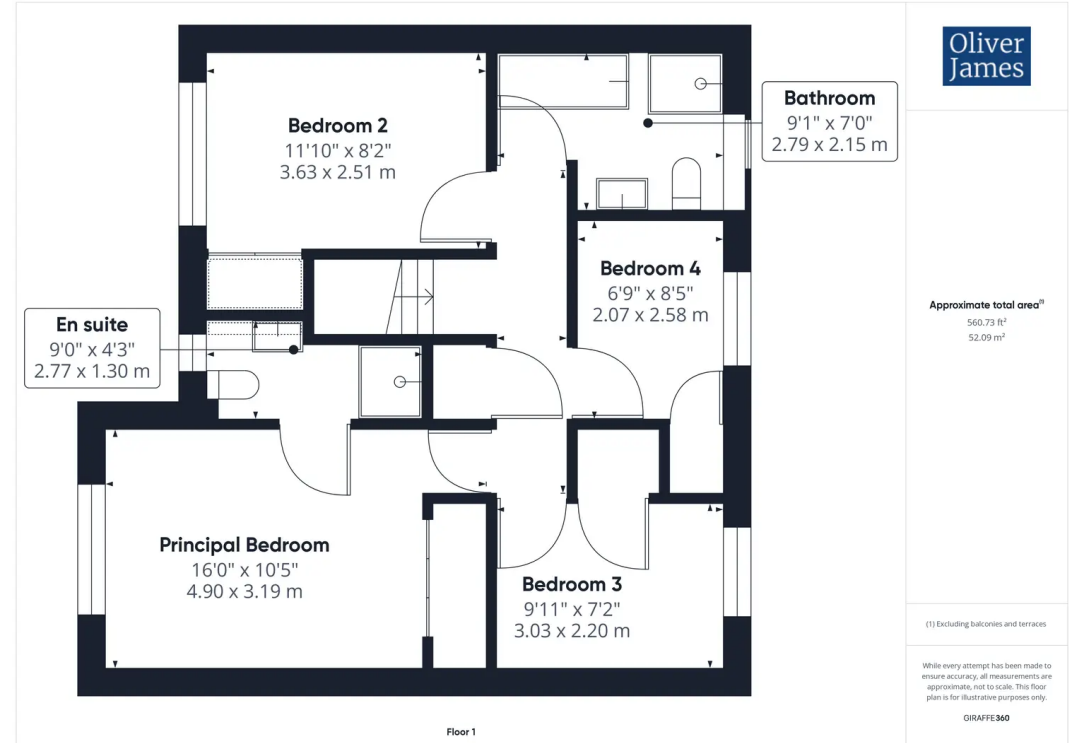 Oliver
James
Bathroom
9'1" x 7'0"
2.79 x 2.15 m
Bedroom 2
11'10" x 8'2"
3.63 x 2.51 m
Bedroom 4
6'9" x 8'5"
2.07 x 2.58 m
En suite
9'0" x 4'3"
2.77 x 1.30 m
Principal Bedroom
16'0" x 10'5"
4.90 x 3.19 m
Bedroom 3
9'11" x 7'2"
3.03 x 2.20 m
Floor 1
Approximate total area⁽¹⁾
560.73 ft²
52.09 m²
(1) Excluding balconies and terraces
While every attempt has been made to
ensure accuracy, all measurements are
approximate, not to scale. This floor
plan is for illustrative purposes only.
GIRAFFE360